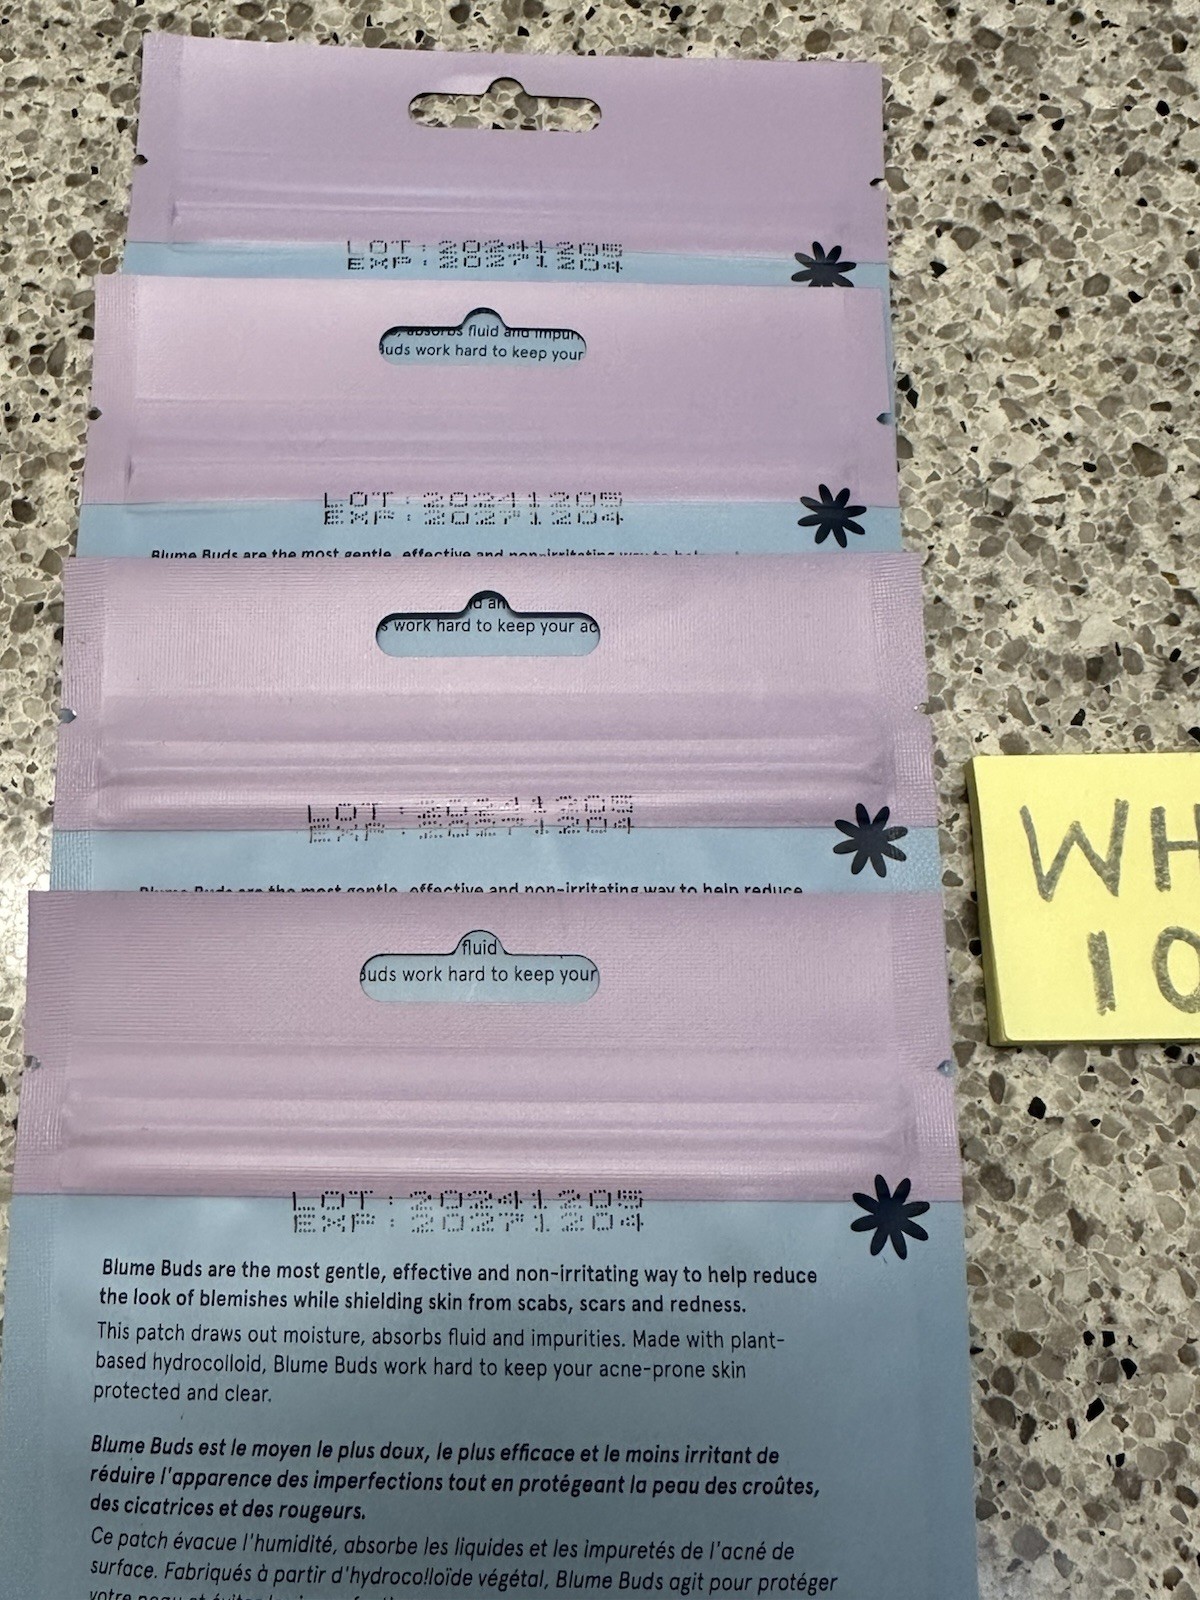 LOT: 20241205
EXP: 20271204
absorbs fluid and impuri
Buds work hard to keep your
LOT: 20241205
EXP: 20271204
Blume Buds are the most gentle, effective and non-irritating way to help
d an
s work hard to keep your ac
LOT: 20241205
EXP: 20271204
Blume Buds are the most gentle, effective and non-irritating way to help reduce
fluid
Buds work hard to keep your
LOT: 20241205
EXP: 20271204
Blume Buds are the most gentle, effective and non-irritating way to help reduce
the look of blemishes while shielding skin from scabs, scars and redness.
This patch draws out moisture, absorbs fluid and impurities. Made with plant-
based hydrocolloid, Blume Buds work hard to keep your acne-prone skin
protected and clear.
Blume Buds est le moyen le plus doux, le plus efficace et le moins irritant de
réduire l'apparence des imperfections tout en protégeant la peau des croûtes,
des cicatrices et des rougeurs.
Ce patch évacue l'humidité, absorbe les liquides et les impuretés de l'acné de
surface. Fabriqués à partir d'hydrocolloïde végétal, Blume Buds agit pour protéger
votre peau et éviter
WH
10